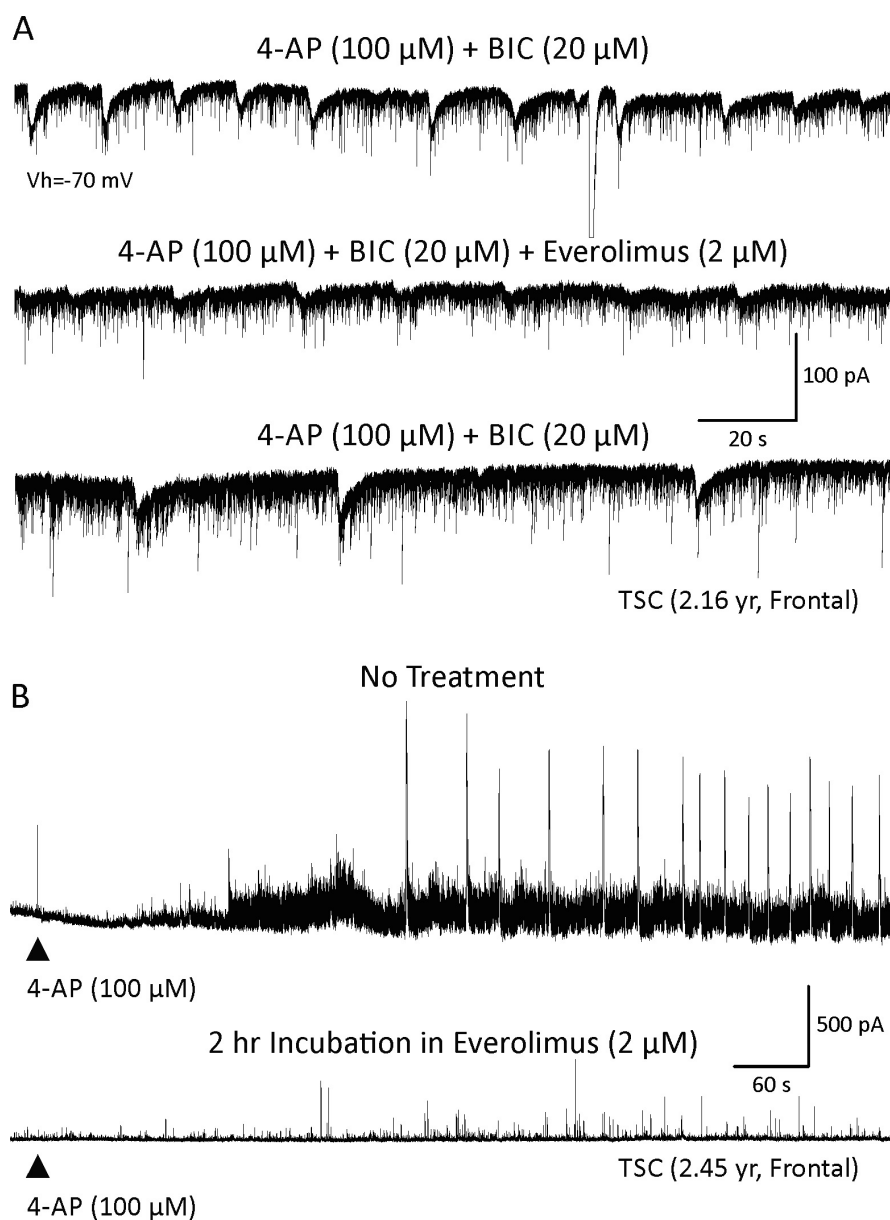 A
4-AP (100 µM) + BIC (20 µM)
Vh=-70 mV
4-AP (100 µM) + BIC (20 µM) + Everolimus (2 µM)
100 pA
20 s
4-AP (100 µM) + BIC (20 µM)
TSC (2.16 yr, Frontal)
No Treatment
B
4-AP (100 µM)
500 pA
60 s
2 hr Incubation in Everolimus (2 µM)
TSC (2.45 yr, Frontal)
4-AP (100 µM)